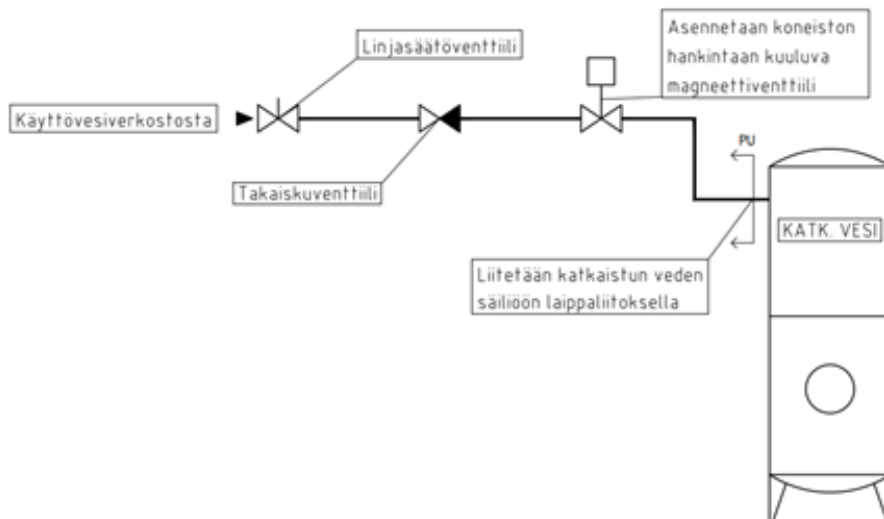 Linjasäätöventtiili
Asennetaan koneiston
hankintaan kuuluva
magneettiventtiili
Käyttövesiverkostosta
Takaiskuventtiili
PU
KATK. VESI
Liitetään katkaistun veden
säiliöön laippaliitoksella